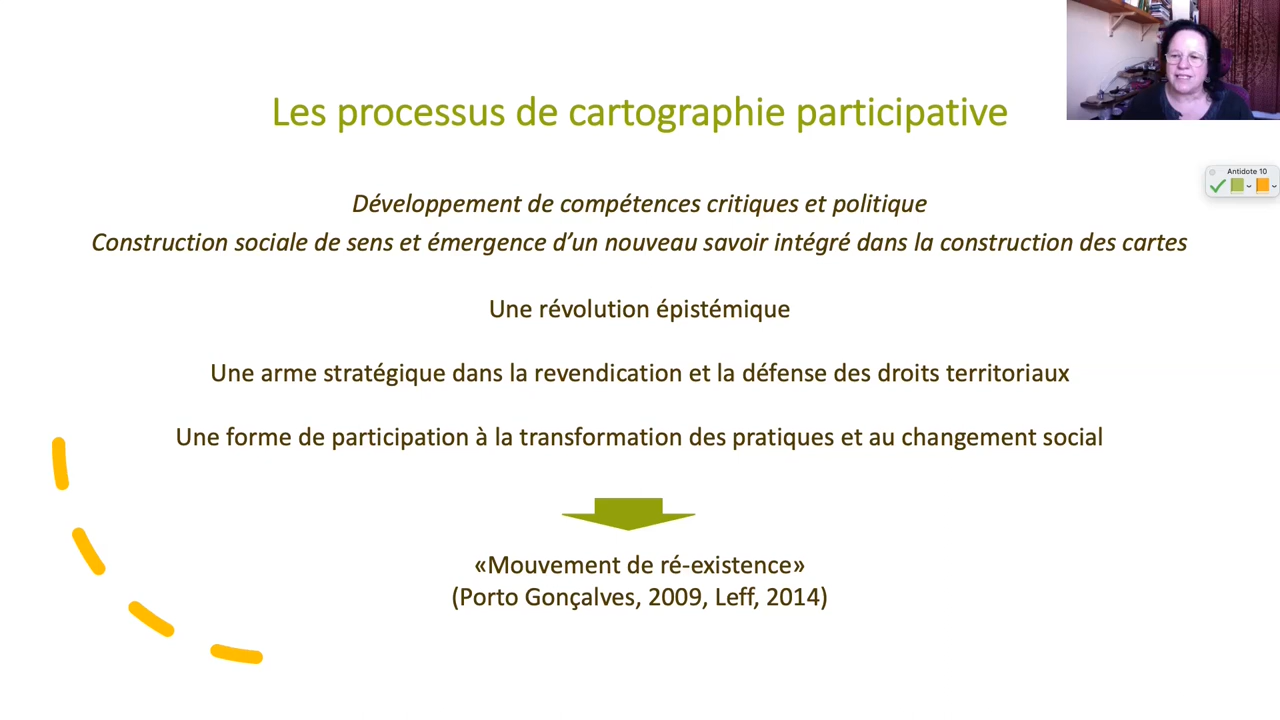 Les processus de cartographie participative
Antidote 10
Développement de compétences critiques et politique
Construction sociale de sens et émergence d’un nouveau savoir intégré dans la construction des cartes
Une révolution épistémique
Une arme stratégique dans la revendication et la défense des droits territoriaux
Une forme de participation à la transformation des pratiques et au changement social
«Mouvement de ré-existence»
(Porto Gonçalves, 2009, Leff, 2014)